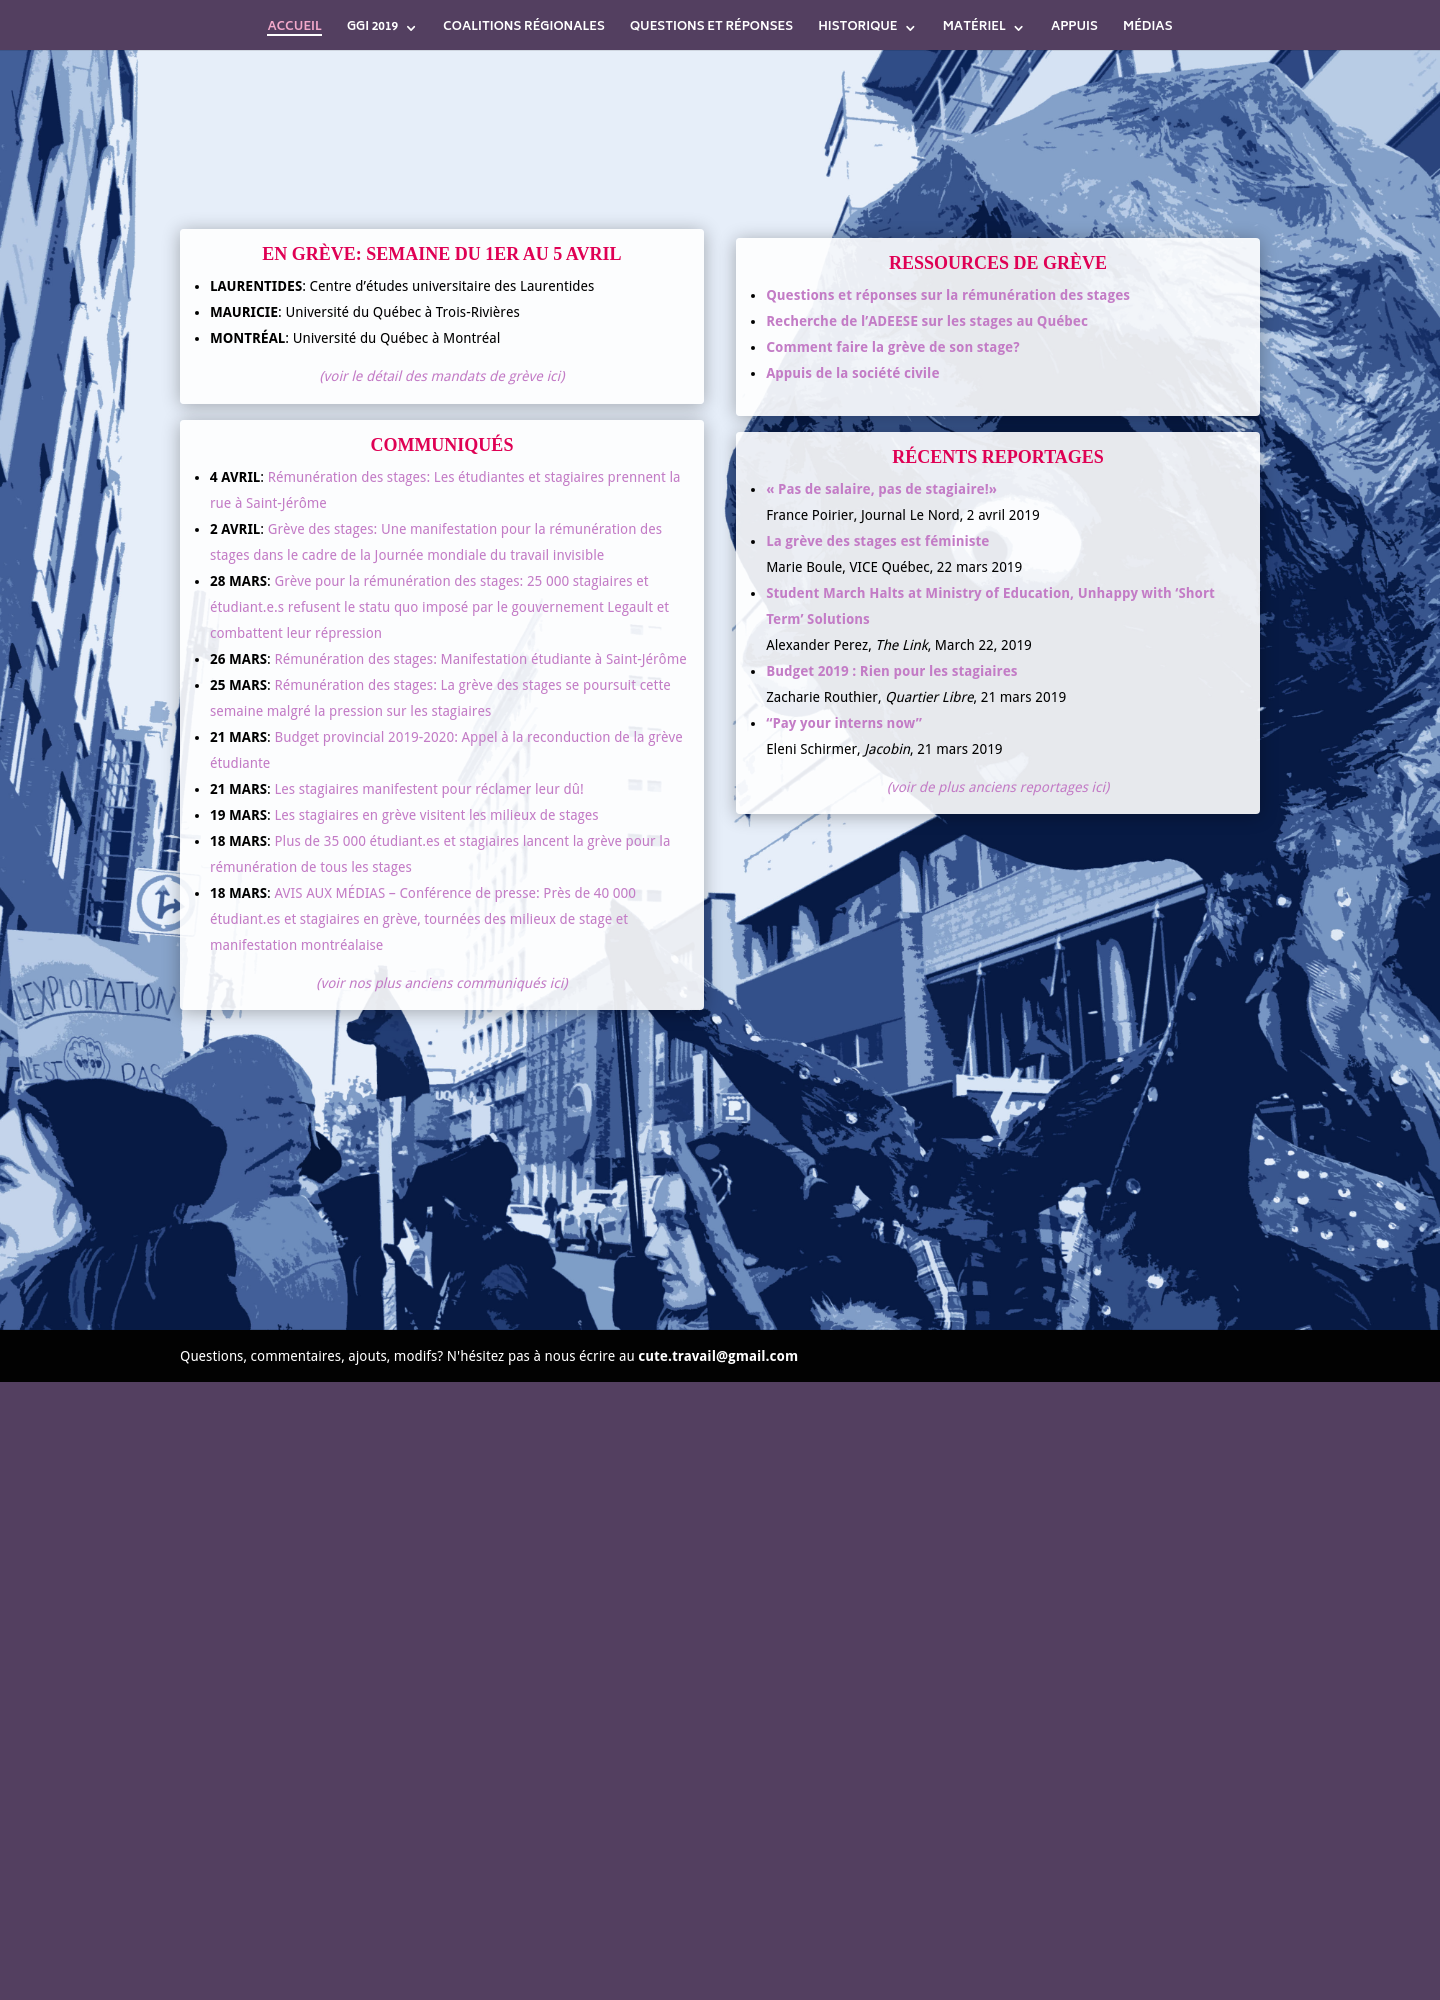 ACCUEIL GGI 2019 COALITIONS RÉGIONALES QUESTIONS ET RÉPONSES HISTORIQUE MATÉRIEL APPUIS MÉDIAS
EN GRÈVE: SEMAINE DU 1ER AU 5 AVRIL
LAURENTIDES: Centre d’études universitaire des Laurentides
MAURICIE: Université du Québec à Trois-Rivières
MONTRÉAL: Université du Québec à Montréal
(voir le détail des mandats de grève ici)
COMMUNIQUÉS
4 AVRIL: Rémunération des stages: Les étudiantes et stagiaires prennent la
rue à Saint-Jérôme
2 AVRIL: Grève des stages: Une manifestation pour la rémunération des
stages dans le cadre de la Journée mondiale du travail invisible
28 MARS: Grève pour la rémunération des stages: 25 000 stagiaires et
étudiant.e.s refusent le statu quo imposé par le gouvernement Legault et
combattent leur répression
26 MARS: Rémunération des stages: Manifestation étudiante à Saint-Jérôme
25 MARS: Rémunération des stages: La grève des stages se poursuit cette
semaine malgré la pression sur les stagiaires
21 MARS: Budget provincial 2019-2020: Appel à la reconduction de la grève
étudiante
21 MARS: Les stagiaires manifestent pour réclamer leur dû!
19 MARS: Les stagiaires en grève visitent les milieux de stages
18 MARS: Plus de 35 000 étudiant.es et stagiaires lancent la grève pour la
rémunération de tous les stages
18 MARS: AVIS AUX MÉDIAS – Conférence de presse: Près de 40 000
étudiant.es et stagiaires en grève, tournées des milieux de stage et
manifestation montréalaise
(voir nos plus anciens communiqués ici)
RESSOURCES DE GRÈVE
Questions et réponses sur la rémunération des stages
Recherche de l’ADEESE sur les stages au Québec
Comment faire la grève de son stage?
Appuis de la société civile
RÉCENTS REPORTAGES
« Pas de salaire, pas de stagiaire!»
France Poirier, Journal Le Nord, 2 avril 2019
La grève des stages est féministe
Marie Boule, VICE Québec, 22 mars 2019
Student March Halts at Ministry of Education, Unhappy with ‘Short
Term’ Solutions
Alexander Perez, The Link, March 22, 2019
Budget 2019 : Rien pour les stagiaires
Zacharie Routhier, Quartier Libre, 21 mars 2019
“Pay your interns now”
Eleni Schirmer, Jacobin, 21 mars 2019
(voir de plus anciens reportages ici)
L'EXPLOITATION
N'EST PAS
UQ
P
Questions, commentaires, ajouts, modifs? N'hésitez pas à nous écrire au cute.travail@gmail.com